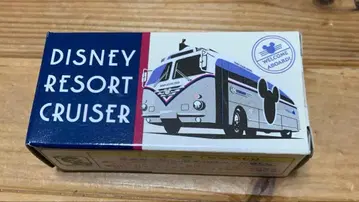 DISNEY
RESORT
CRUISER
WELCOME
ABOARD!